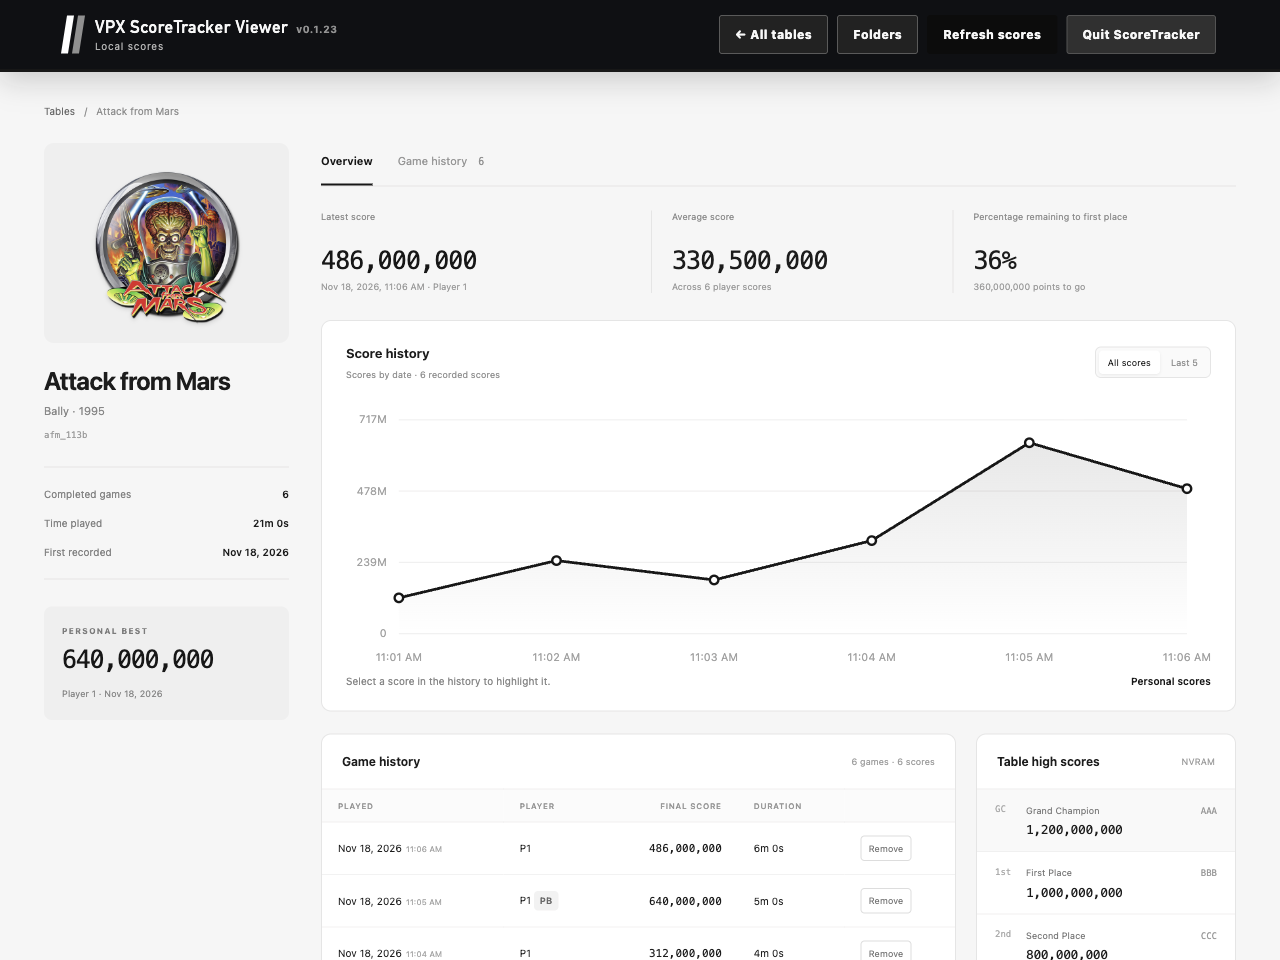 VPX ScoreTracker Viewer v0.1.23
Local scores
← All tables
Folders
Refresh scores
Quit ScoreTracker
Tables / Attack from Mars
ATTACK
FROM
MARS
Attack from Mars
Bally · 1995
afm_113b
Completed games 6
Time played 21m 0s
First recorded Nov 18, 2026
PERSONAL BEST
640,000,000
Player 1 · Nov 18, 2026
Overview
Game history 6
Latest score
486,000,000
Nov 18, 2026, 11:06 AM · Player 1
Average score
330,500,000
Across 6 player scores
Percentage remaining to first place
36%
360,000,000 points to go
Score history
Scores by date · 6 recorded scores
All scores
Last 5
717M
478M
239M
0
11:01 AM 11:02 AM 11:03 AM 11:04 AM 11:05 AM 11:06 AM
Select a score in the history to highlight it.
Personal scores
Game history
6 games · 6 scores
PLAYED PLAYER FINAL SCORE DURATION
Nov 18, 2026 11:06 AM P1 486,000,000 6m 0s Remove
Nov 18, 2026 11:05 AM P1 PB 640,000,000 5m 0s Remove
Nov 18, 2026 11:04 AM P1 312,000,000 4m 0s Remove
Table high scores
NVRAM
GC Grand Champion AAA
1,200,000,000
1st First Place BBB
1,000,000,000
2nd Second Place CCC
800,000,000